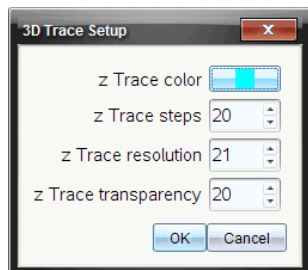 3D Trace Setup
z Trace color
z Trace steps 20
z Trace resolution 21
z Trace transparency 20
OK Cancel